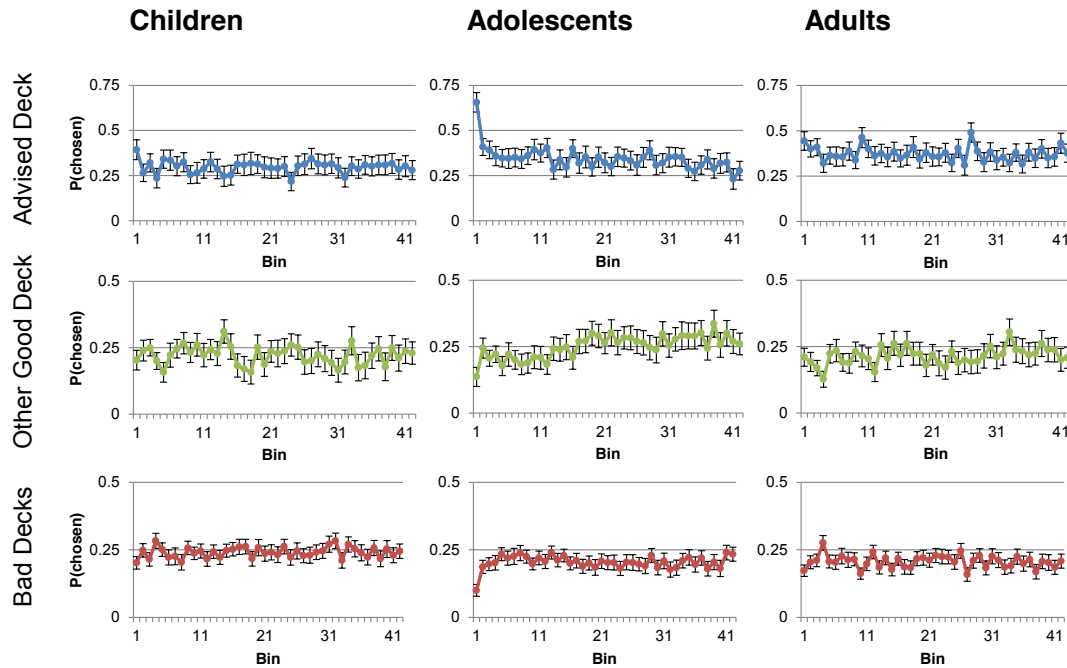 Children Adolescents Adults
Advised Deck
P(chosen)
0.75 0.75 0.75
0.5 0.5 0.5
0.25 0.25 0.25
0 0 0
1 11 21 31 41 1 11 21 31 41 1 11 21 31 41
Bin Bin Bin
Other Good Deck
P(chosen)
0.5 0.5 0.5
0.25 0.25 0.25
0 0 0
1 11 21 31 41 1 11 21 31 41 1 11 21 31 41
Bin Bin Bin
Bad Decks
P(chosen)
0.5 0.5 0.5
0.25 0.25 0.25
0 0 0
1 11 21 31 41 1 11 21 31 41 1 11 21 31 41
Bin Bin Bin